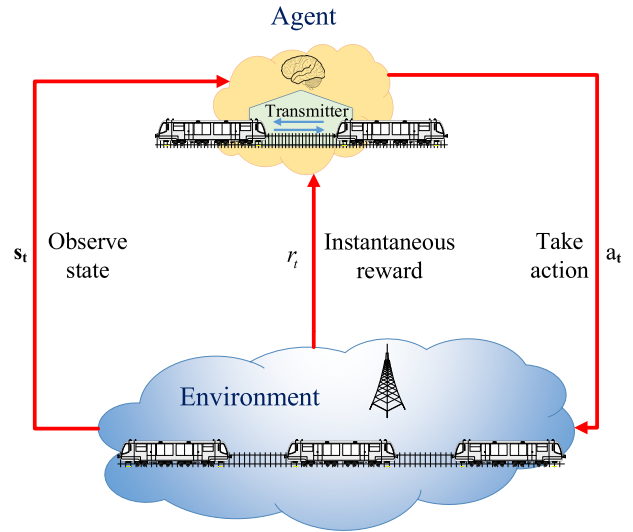 Agent
Transmitter
s_t
Observe
state
r_t
Instantaneous
reward
Take
action
a_t
Environment